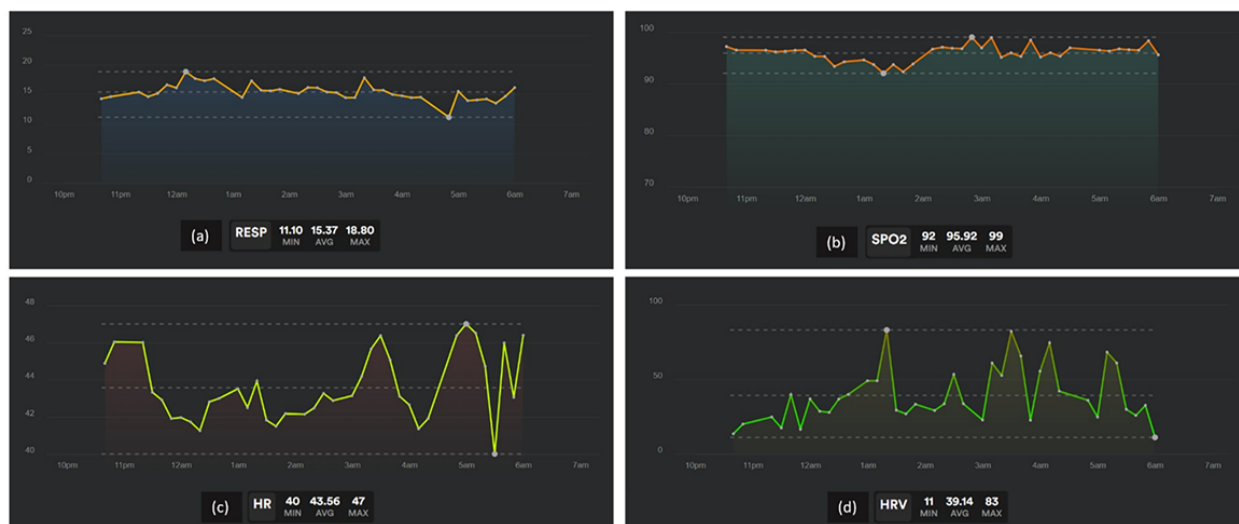 25
20
15
10
5
0
10pm 11pm 12am 1am 2am 3am 4am 5am 6am 7am
(a) RESP 11.10 15.37 18.80
MIN AVG MAX
100
90
80
70
10pm 11pm 12am 1am 2am 3am 4am 5am 6am 7am
(b) SPO2 92 95.92 99
MIN AVG MAX
48
46
44
42
40
10pm 11pm 12am 1am 2am 3am 4am 5am 6am 7am
(c) HR 40 43.56 47
MIN AVG MAX
100
50
0
10pm 11pm 12am 1am 2am 3am 4am 5am 6am 7am
(d) HRV 11 39.14 83
MIN AVG MAX